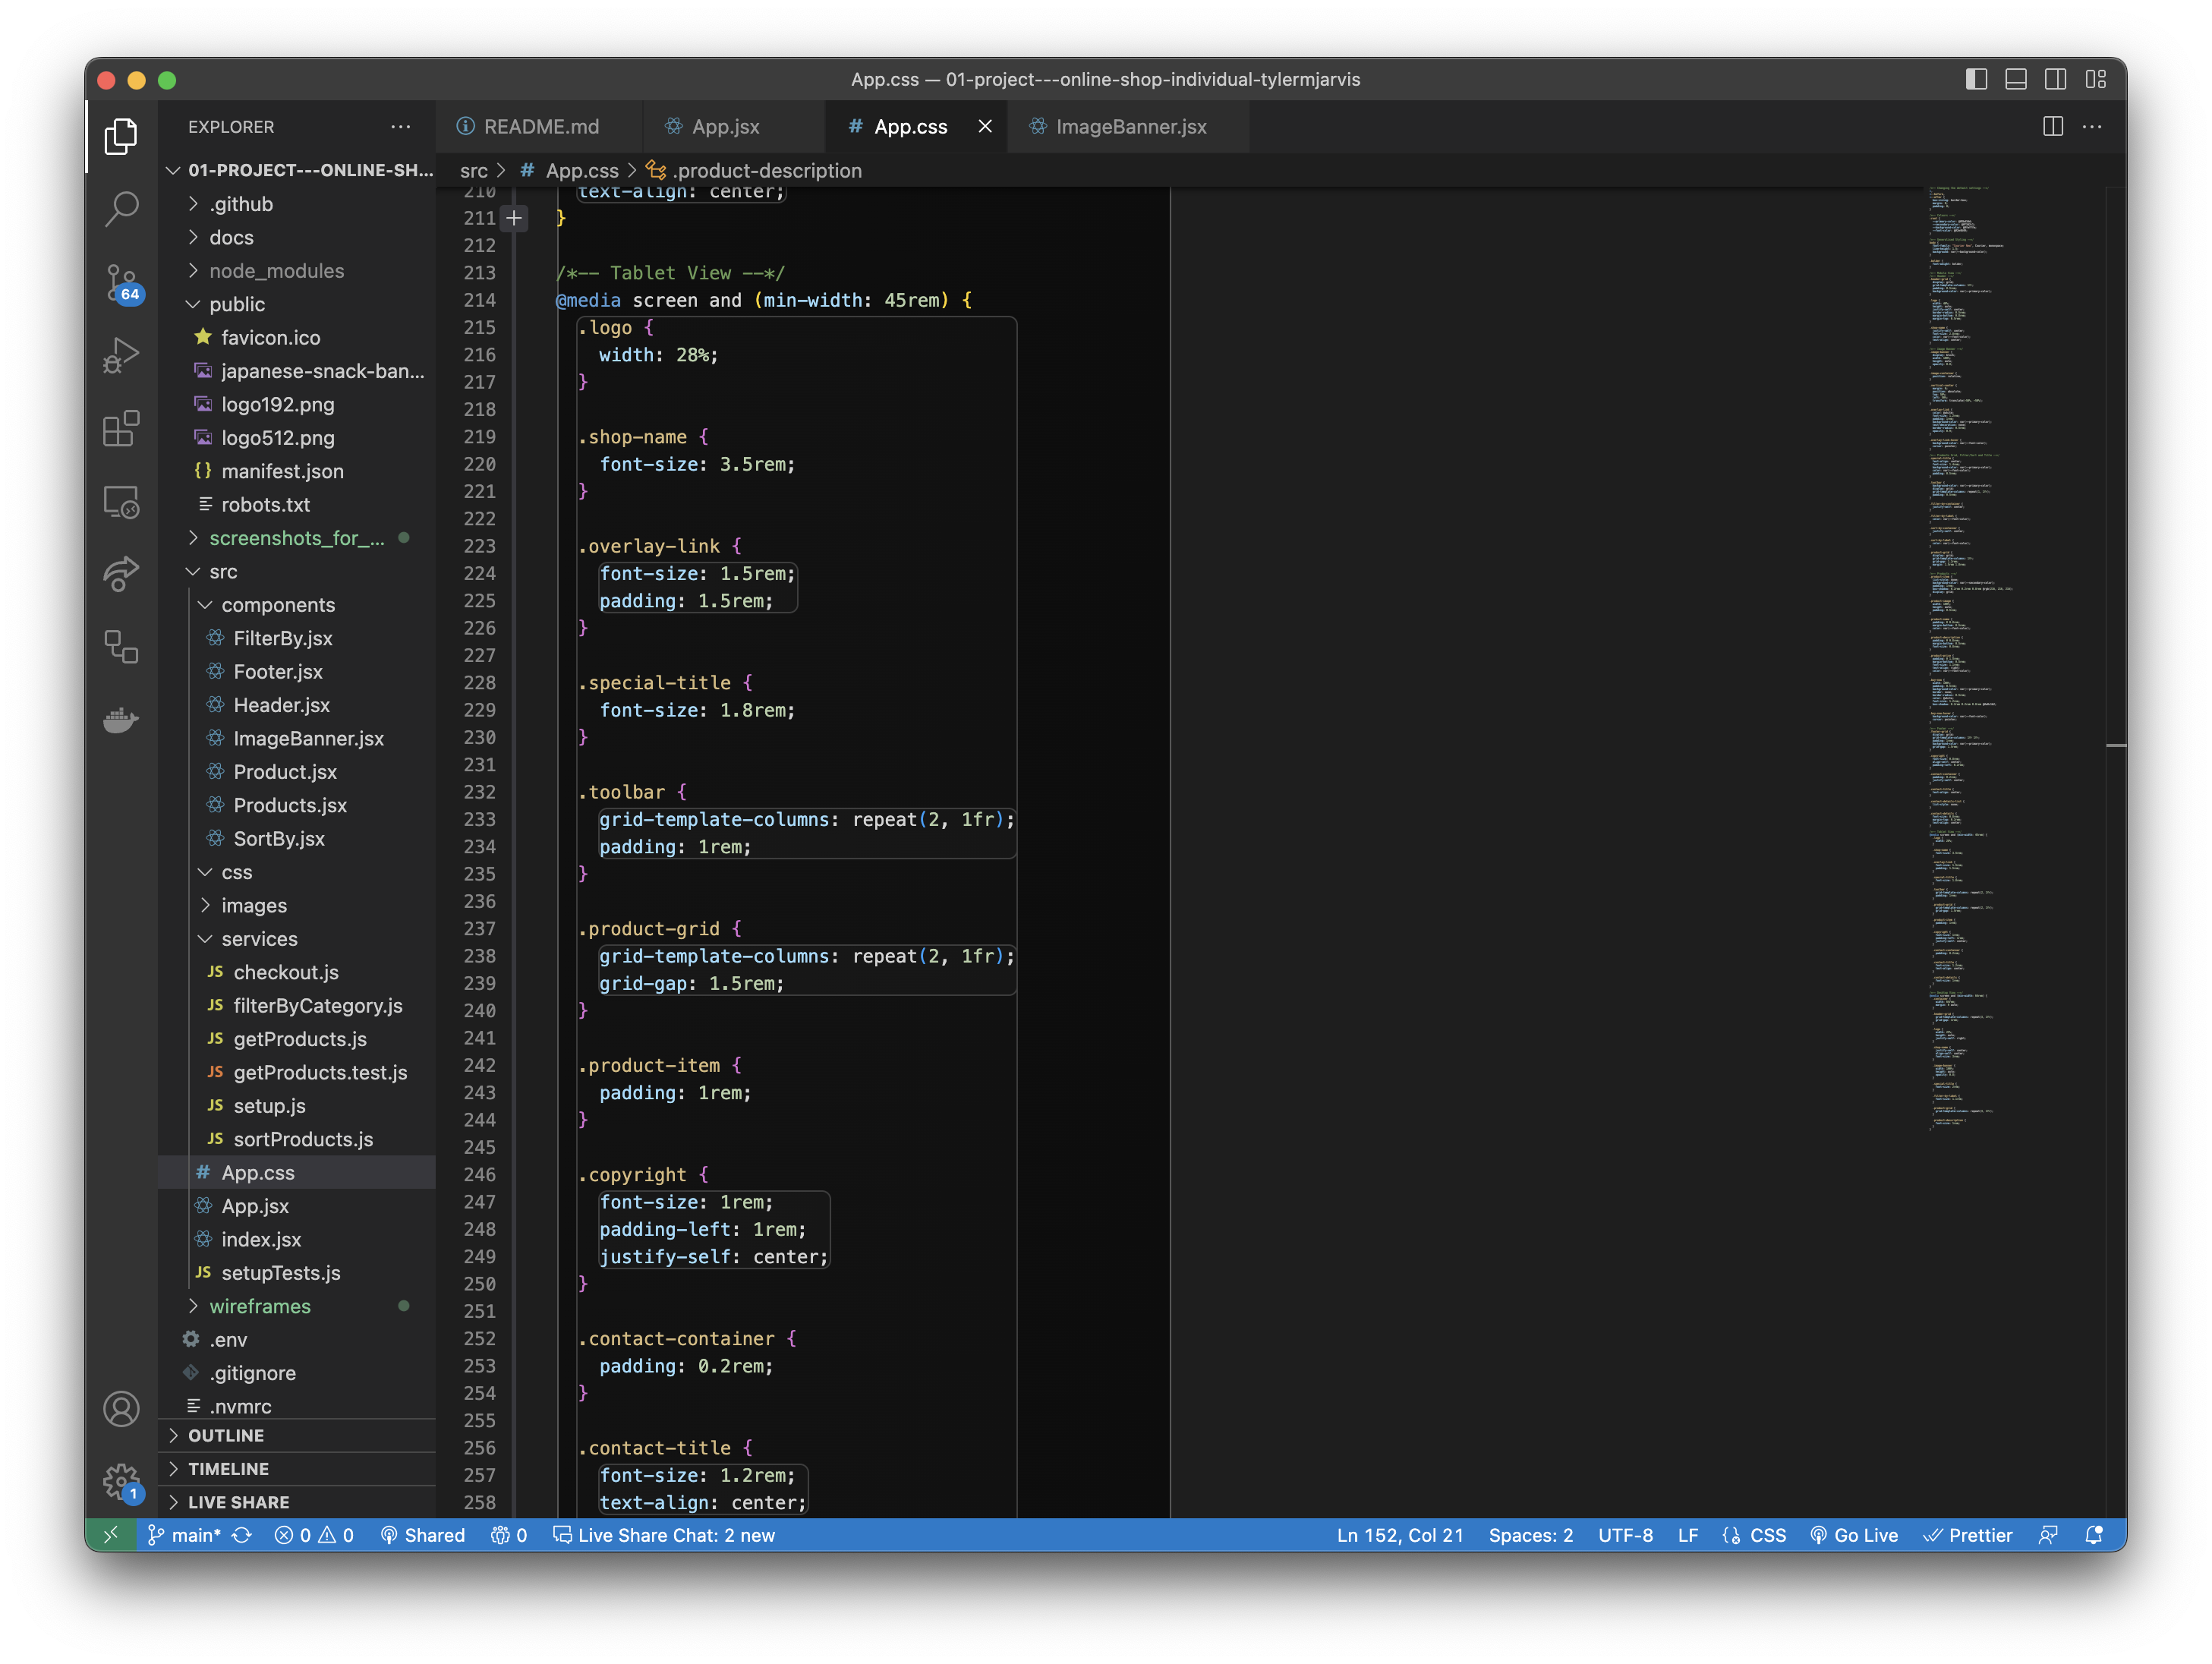 App.css — 01-project---online-shop-individual-tylermjarvis
EXPLORER
README.md
App.jsx
# App.css
ImageBanner.jsx
01-PROJECT---ONLINE-SH...
src > # App.css > .product-description
.github
docs
node_modules
public
favicon.ico
japanese-snack-ban...
logo192.png
logo512.png
{} manifest.json
robots.txt
screenshots_for_...
src
components
FilterBy.jsx
Footer.jsx
Header.jsx
ImageBanner.jsx
Product.jsx
Products.jsx
SortBy.jsx
css
images
services
JS checkout.js
JS filterByCategory.js
JS getProducts.js
JS getProducts.test.js
JS setup.js
JS sortProducts.js
# App.css
App.jsx
index.jsx
JS setupTests.js
wireframes
.env
.gitignore
.nvmrc
OUTLINE
TIMELINE
LIVE SHARE
64
1
210 text-align: center;
211 }
212
213 /*-- Tablet View --*/
214 @media screen and (min-width: 45rem) {
215 .logo {
216 width: 28%;
217 }
218
219 .shop-name {
220 font-size: 3.5rem;
221 }
222
223 .overlay-link {
224 font-size: 1.5rem;
225 padding: 1.5rem;
226 }
227
228 .special-title {
229 font-size: 1.8rem;
230 }
231
232 .toolbar {
233 grid-template-columns: repeat(2, 1fr);
234 padding: 1rem;
235 }
236
237 .product-grid {
238 grid-template-columns: repeat(2, 1fr);
239 grid-gap: 1.5rem;
240 }
241
242 .product-item {
243 padding: 1rem;
244 }
245
246 .copyright {
247 font-size: 1rem;
248 padding-left: 1rem;
249 justify-self: center;
250 }
251
252 .contact-container {
253 padding: 0.2rem;
254 }
255
256 .contact-title {
257 font-size: 1.2rem;
258 text-align: center;
main* 0 0 Shared 0 Live Share Chat: 2 new Ln 152, Col 21 Spaces: 2 UTF-8 LF CSS Go Live Prettier